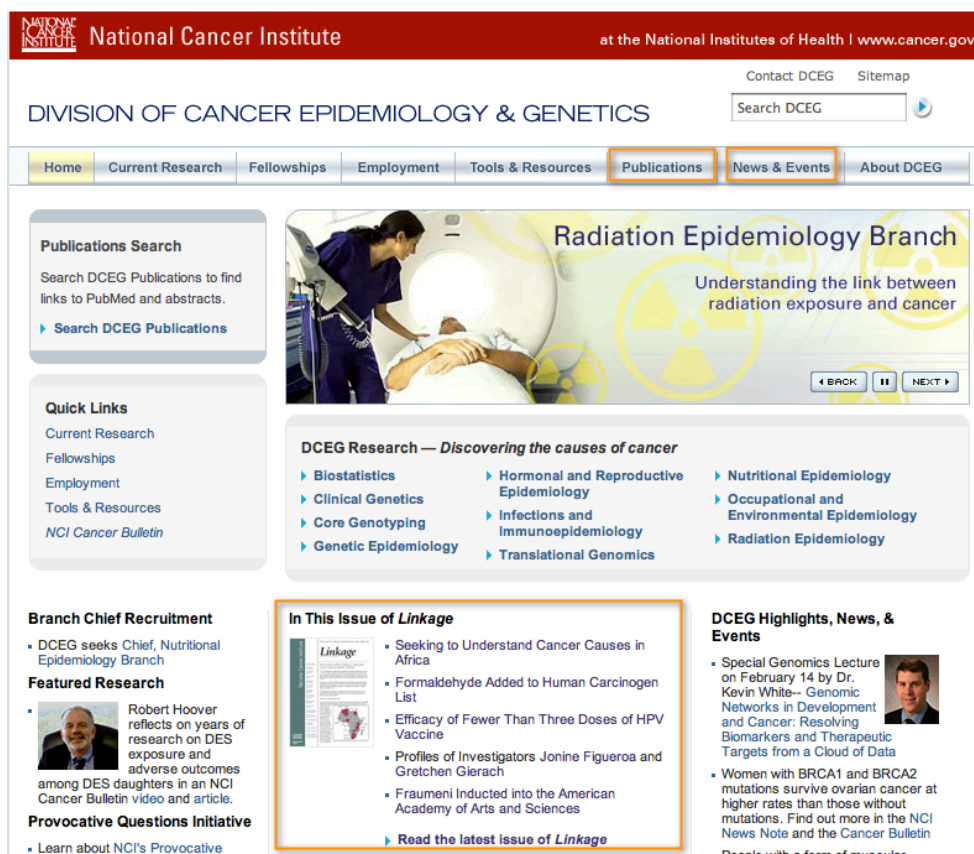 NATIONAL
CANCER
INSTITUTE
National Cancer Institute
at the National Institutes of Health | www.cancer.gov
Contact DCEG Sitemap
DIVISION OF CANCER EPIDEMIOLOGY & GENETICS
Search DCEG
Home Current Research Fellowships Employment Tools & Resources Publications News & Events About DCEG
Publications Search
Search DCEG Publications to find
links to PubMed and abstracts.
Search DCEG Publications
Radiation Epidemiology Branch
Understanding the link between
radiation exposure and cancer
BACK NEXT
Quick Links
Current Research
Fellowships
Employment
Tools & Resources
NCI Cancer Bulletin
DCEG Research — Discovering the causes of cancer
Biostatistics
Clinical Genetics
Core Genotyping
Genetic Epidemiology
Hormonal and Reproductive
Epidemiology
Infections and
Immunoepidemiology
Translational Genomics
Nutritional Epidemiology
Occupational and
Environmental Epidemiology
Radiation Epidemiology
Branch Chief Recruitment
DCEG seeks Chief, Nutritional
Epidemiology Branch
Featured Research
Robert Hoover
reflects on years of
research on DES
exposure and
adverse outcomes
among DES daughters in an NCI
Cancer Bulletin video and article.
Provocative Questions Initiative
Learn about NCI's Provocative
In This Issue of Linkage
Linkage
Seeking to Understand Cancer Causes in
Africa
Formaldehyde Added to Human Carcinogen
List
Efficacy of Fewer Than Three Doses of HPV
Vaccine
Profiles of Investigators Jonine Figueroa and
Gretchen Gierach
Fraumeni Inducted into the American
Academy of Arts and Sciences
Read the latest issue of Linkage
DCEG Highlights, News, &
Events
Special Genomics Lecture
on February 14 by Dr.
Kevin White-- Genomic
Networks in Development
and Cancer: Resolving
Biomarkers and Therapeutic
Targets from a Cloud of Data
Women with BRCA1 and BRCA2
mutations survive ovarian cancer at
higher rates than those without
mutations. Find out more in the NCI
News Note and the Cancer Bulletin
People with a form of muscular